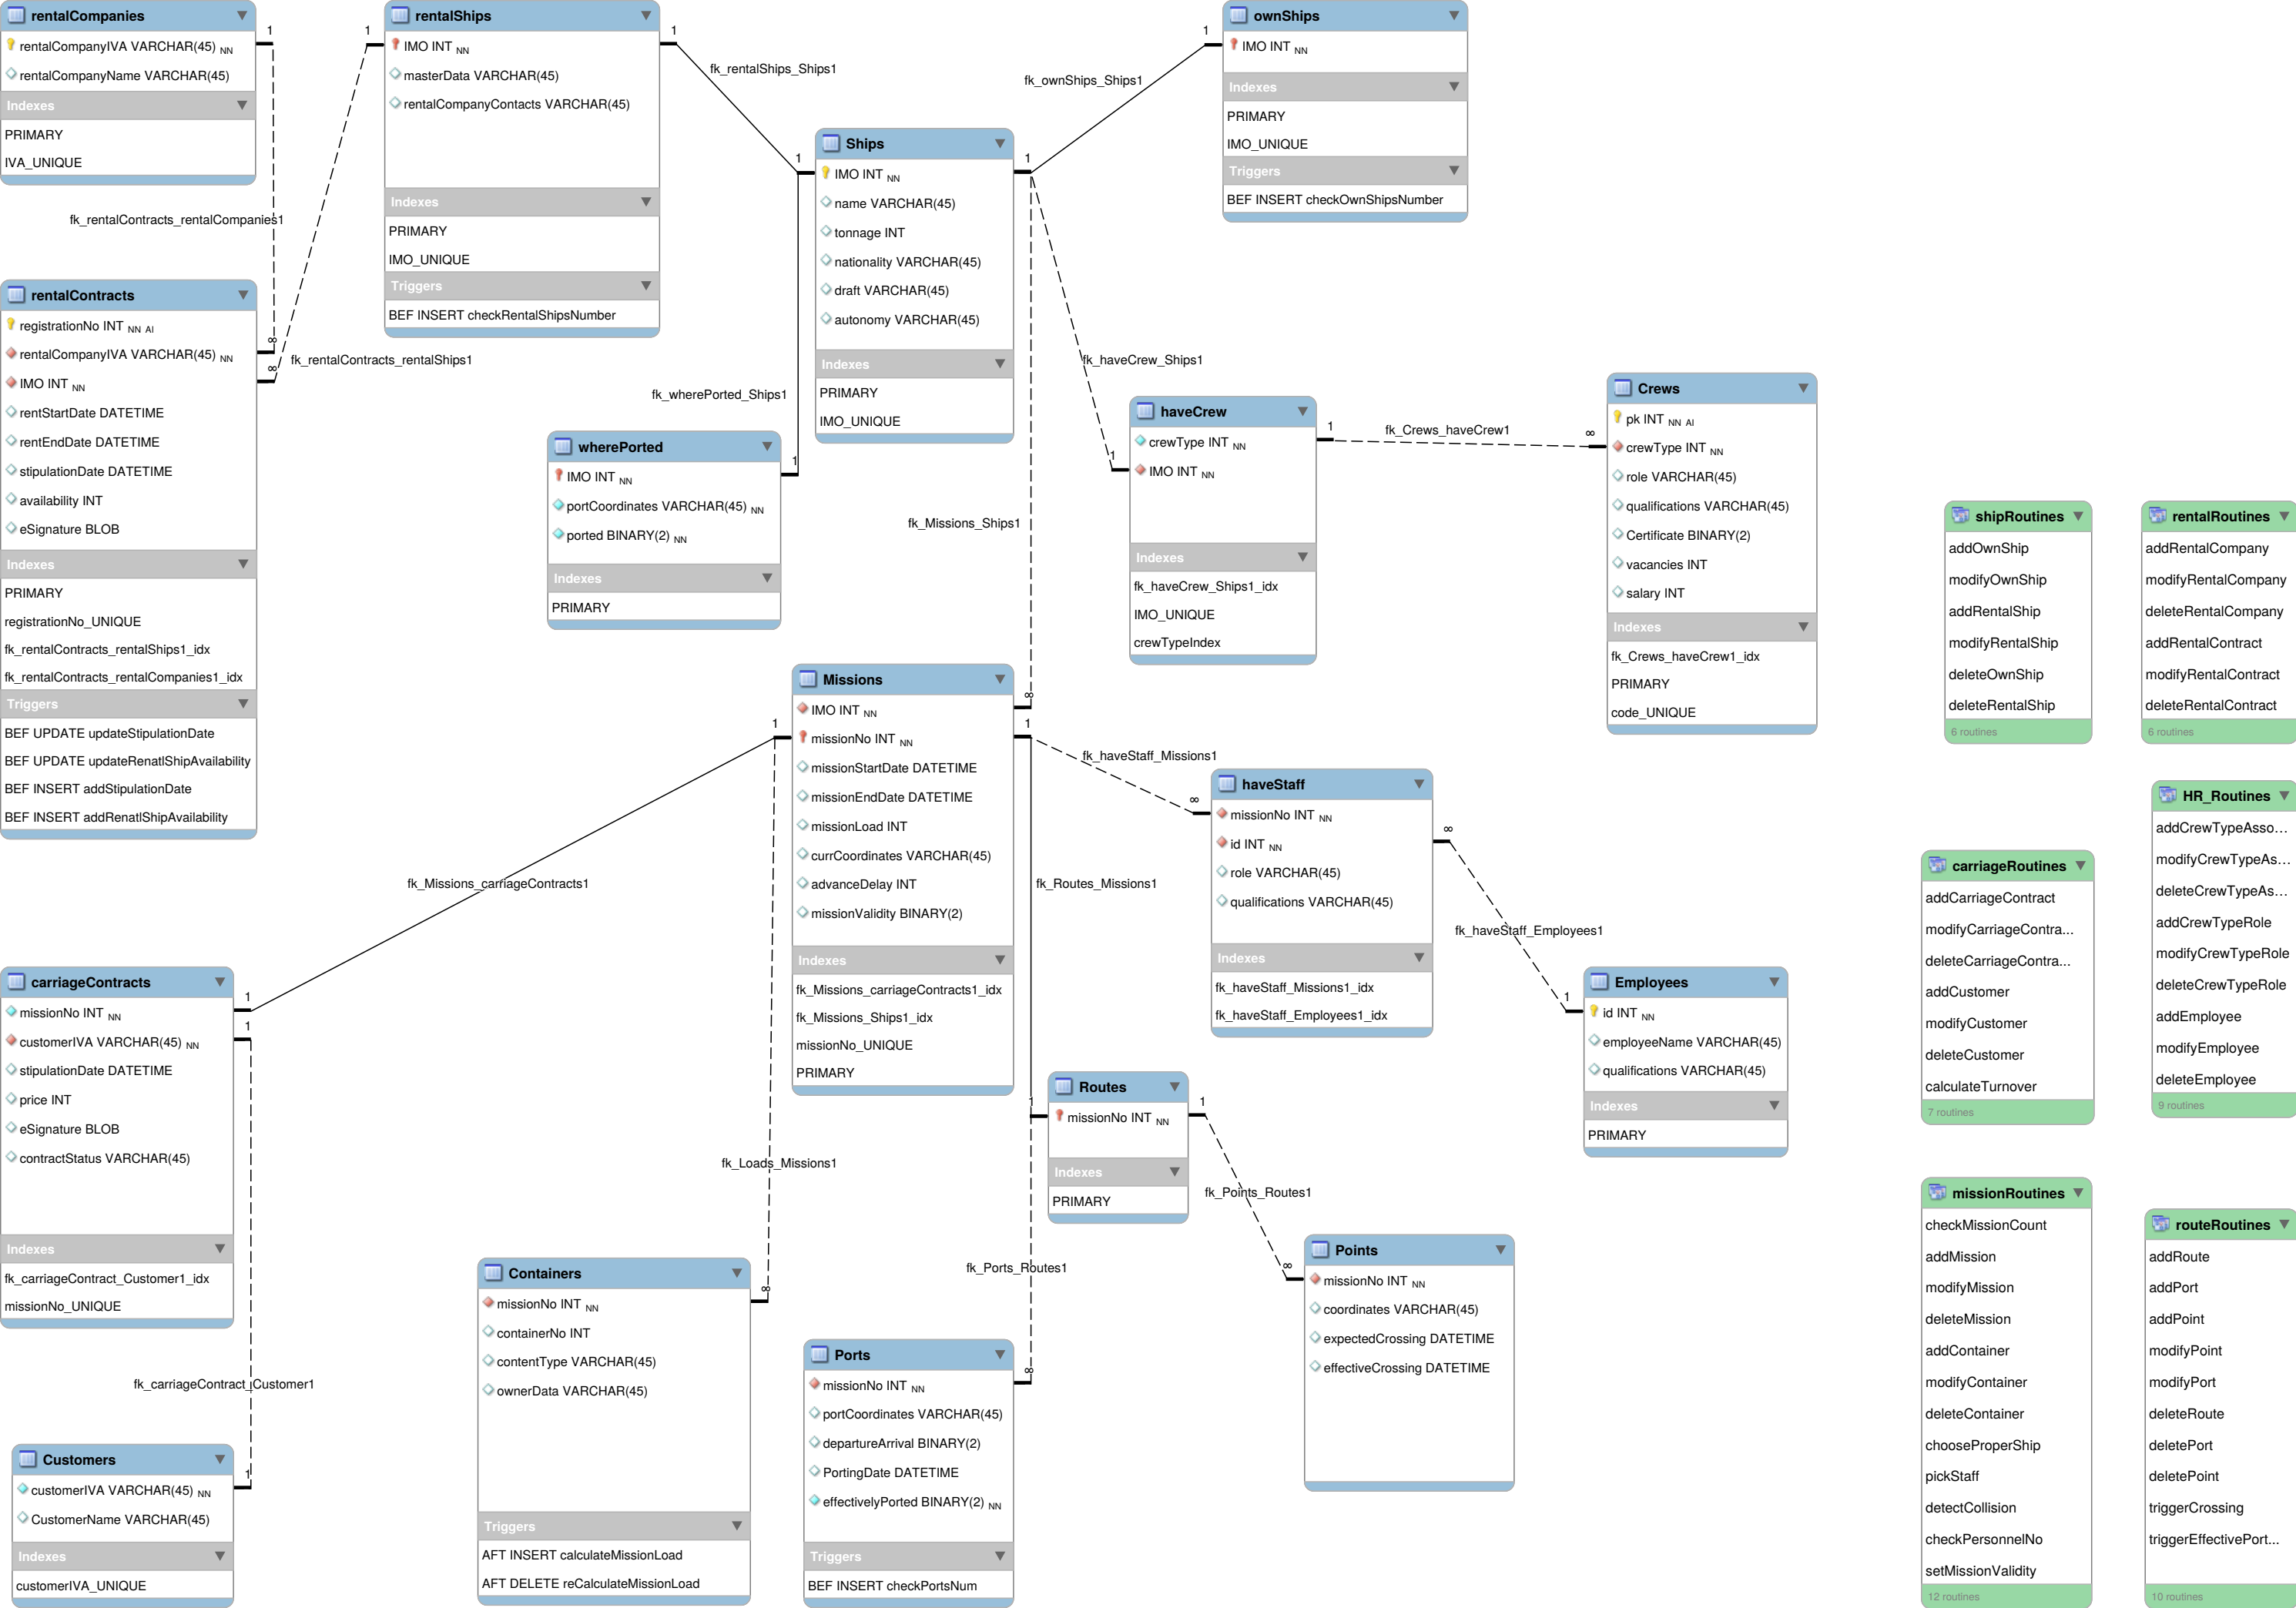 rentalCompanies
rentalCompanyIVA VARCHAR(45) NN
rentalCompanyName VARCHAR(45)
Indexes
PRIMARY
IVA_UNIQUE
1
fk_rentalContracts_rentalCompanies1
∞
rentalContracts
registrationNo INT NN AI
rentalCompanyIVA VARCHAR(45) NN
IMO INT NN
rentStartDate DATETIME
rentEndDate DATETIME
stipulationDate DATETIME
availability INT
eSignature BLOB
Indexes
PRIMARY
registrationNo_UNIQUE
fk_rentalContracts_rentalShips1_idx
fk_rentalContracts_rentalCompanies1_idx
Triggers
BEF UPDATE updateStipulationDate
BEF UPDATE updateRenatlShipAvailability
BEF INSERT addStipulationDate
BEF INSERT addRenatlShipAvailability
1
fk_rentalContracts_rentalShips1
∞
rentalShips
IMO INT NN
masterData VARCHAR(45)
rentalCompanyContacts VARCHAR(45)
Indexes
PRIMARY
IMO_UNIQUE
Triggers
BEF INSERT checkRentalShipsNumber
1
fk_rentalShips_Ships1
1
Ships
IMO INT NN
name VARCHAR(45)
tonnage INT
nationality VARCHAR(45)
draft VARCHAR(45)
autonomy VARCHAR(45)
Indexes
PRIMARY
IMO_UNIQUE
1
fk_ownShips_Ships1
1
ownShips
IMO INT NN
Indexes
PRIMARY
IMO_UNIQUE
Triggers
BEF INSERT checkOwnShipsNumber
fk_wherePorted_Ships1
1
wherePorted
IMO INT NN
portCoordinates VARCHAR(45) NN
ported BINARY(2) NN
Indexes
PRIMARY
fk_haveCrew_Ships1
1
haveCrew
crewType INT NN
IMO INT NN
Indexes
fk_haveCrew_Ships1_idx
IMO_UNIQUE
crewTypeIndex
1
fk_Crews_haveCrew1
∞
Crews
pk INT NN AI
crewType INT NN
role VARCHAR(45)
qualifications VARCHAR(45)
Certificate BINARY(2)
vacancies INT
salary INT
Indexes
fk_Crews_haveCrew1_idx
PRIMARY
code_UNIQUE
fk_Missions_Ships1
∞
Missions
IMO INT NN
missionNo INT NN
missionStartDate DATETIME
missionEndDate DATETIME
missionLoad INT
currCoordinates VARCHAR(45)
advanceDelay INT
missionValidity BINARY(2)
Indexes
fk_Missions_carriageContracts1_idx
fk_Missions_Ships1_idx
missionNo_UNIQUE
PRIMARY
1
fk_Missions_carriageContracts1
1
carriageContracts
missionNo INT NN
customerIVA VARCHAR(45) NN
stipulationDate DATETIME
price INT
eSignature BLOB
contractStatus VARCHAR(45)
Indexes
fk_carriageContract_Customer1_idx
missionNo_UNIQUE
1
fk_carriageContract_Customer1
1
Customers
customerIVA VARCHAR(45) NN
CustomerName VARCHAR(45)
Indexes
customerIVA_UNIQUE
fk_Loads_Missions1
∞
Containers
missionNo INT NN
containerNo INT
contentType VARCHAR(45)
ownerData VARCHAR(45)
Triggers
AFT INSERT calculateMissionLoad
AFT DELETE reCalculateMissionLoad
1
fk_haveStaff_Missions1
∞
haveStaff
missionNo INT NN
id INT NN
role VARCHAR(45)
qualifications VARCHAR(45)
Indexes
fk_haveStaff_Missions1_idx
fk_haveStaff_Employees1_idx
∞
fk_haveStaff_Employees1
1
Employees
id INT NN
employeeName VARCHAR(45)
qualifications VARCHAR(45)
Indexes
PRIMARY
fk_Routes_Missions1
1
Routes
missionNo INT NN
Indexes
PRIMARY
1
fk_Points_Routes1
∞
Points
missionNo INT NN
coordinates VARCHAR(45)
expectedCrossing DATETIME
effectiveCrossing DATETIME
fk_Ports_Routes1
∞
Ports
missionNo INT NN
portCoordinates VARCHAR(45)
departureArrival BINARY(2)
PortingDate DATETIME
effectivelyPorted BINARY(2) NN
Triggers
BEF INSERT checkPortsNum
shipRoutines
addOwnShip
modifyOwnShip
addRentalShip
modifyRentalShip
deleteOwnShip
deleteRentalShip
6 routines
rentalRoutines
addRentalCompany
modifyRentalCompany
deleteRentalCompany
addRentalContract
modifyRentalContract
deleteRentalContract
6 routines
carriageRoutines
addCarriageContract
modifyCarriageContra...
deleteCarriageContra...
addCustomer
modifyCustomer
deleteCustomer
calculateTurnover
7 routines
HR_Routines
addCrewTypeAsso...
modifyCrewTypeAs...
deleteCrewTypeAs...
addCrewTypeRole
modifyCrewTypeRole
deleteCrewTypeRole
addEmployee
modifyEmployee
deleteEmployee
9 routines
missionRoutines
checkMissionCount
addMission
modifyMission
deleteMission
addContainer
modifyContainer
deleteContainer
chooseProperShip
pickStaff
detectCollision
checkPersonnelNo
setMissionValidity
12 routines
routeRoutines
addRoute
addPort
addPoint
modifyPoint
modifyPort
deleteRoute
deletePort
deletePoint
triggerCrossing
triggerEffectivePort...
10 routines